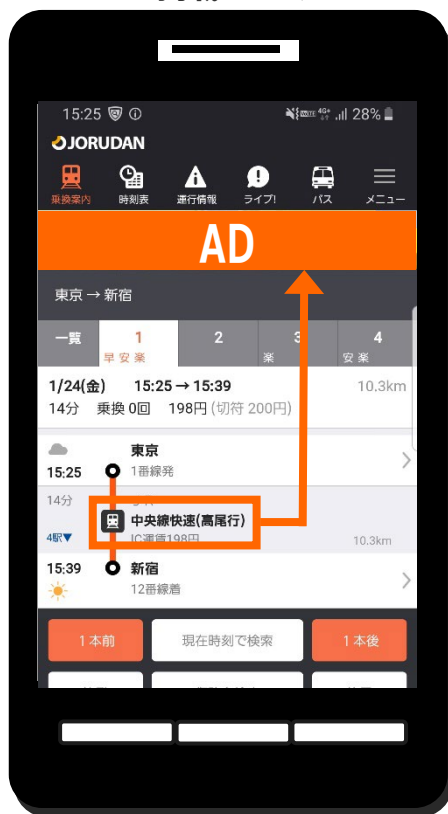 15:25 28%
JORUDAN
乗換案内 時刻表 運行情報 ライブ! バス メニュー
AD
東京 → 新宿
一覧 1 2 3 4
早 安 楽 楽 安 楽
1/24(金) 15:25 → 15:39 10.3km
14分 乗換 0回 198円 (切符 200円)
東京
15:25 1番線発
14分
中央線快速(高尾行)
4駅▼ IC運賃198円 10.3km
15:39 新宿
12番線着
1本前 現在時刻で検索 1本後